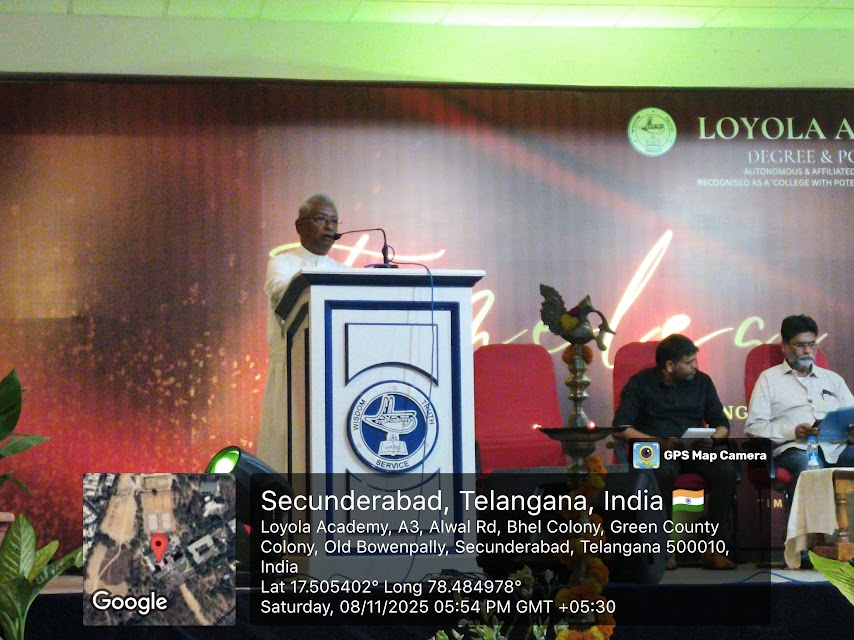 LOYOLA A
DEGREE & PO
AUTONOMOUS & AFFILIATED
RECOGNISED AS A 'COLLEGE WITH POTE
WISDOM
TRUTH
SERVICE
GPS Map Camera
Secunderabad, Telangana, India
Loyola Academy, A3, Alwal Rd, Bhel Colony, Green County
Colony, Old Bowenpally, Secunderabad, Telangana 500010,
India
Lat 17.505402° Long 78.484978°
Saturday, 08/11/2025 05:54 PM GMT +05:30
Google